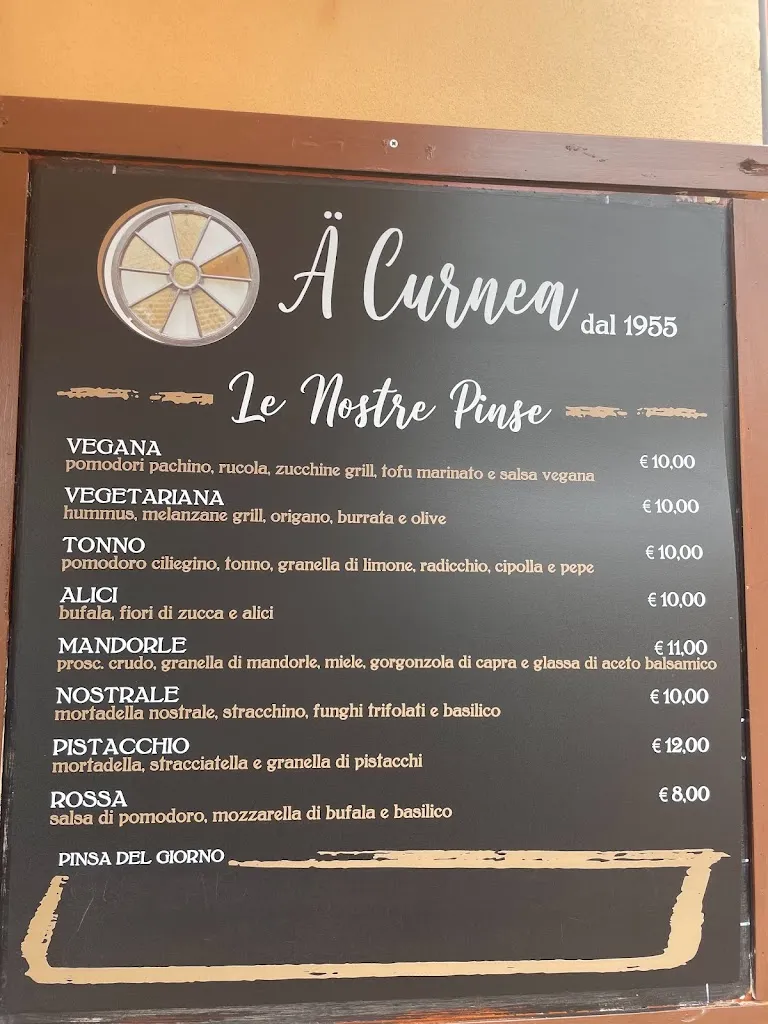 Ä Curnea dal 1955
Le Nostre Pinse
VEGANA € 10,00
pomodori pachino, rucola, zucchine grill, tofu marinato e salsa vegana
VEGETARIANA € 10,00
hummus, melanzane grill, origano, burrata e olive
TONNO € 10,00
pomodoro ciliegino, tonno, granella di limone, radicchio, cipolla e pepe
ALICI € 10,00
bufala, fiori di zucca e alici
MANDORLE € 11,00
prosc. crudo, granella di mandorle, miele, gorgonzola di capra e glassa di aceto balsamico
NOSTRALE € 10,00
mortadella nostrale, stracchino, funghi trifolati e basilico
PISTACCHIO € 12,00
mortadella, stracciatella e granella di pistacchi
ROSSA € 8,00
salsa di pomodoro, mozzarella di bufala e basilico
PINSA DEL GIORNO